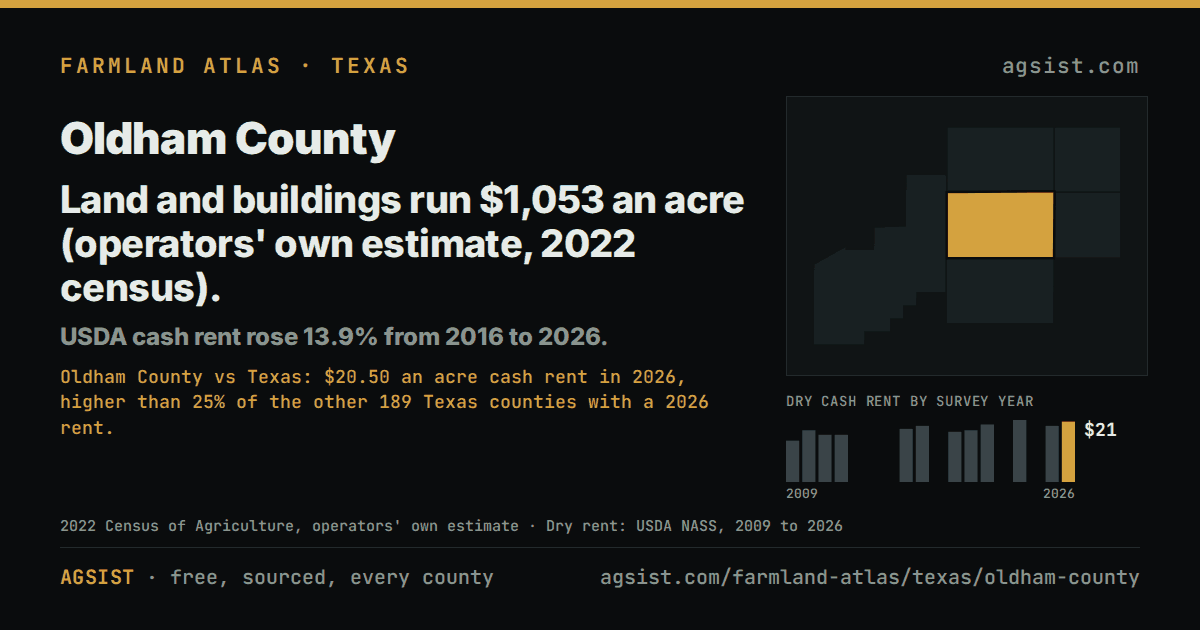 FARMLAND ATLAS · TEXAS
agsist.com
Oldham County
Land and buildings run $1,053 an acre
(operators' own estimate, 2022
census).
USDA cash rent rose 13.9% from 2016 to 2026.
Oldham County vs Texas: $20.50 an acre cash rent in 2026,
higher than 25% of the other 189 Texas counties with a 2026
rent.
DRY CASH RENT BY SURVEY YEAR
$21
2009
2026
2022 Census of Agriculture, operators' own estimate · Dry rent: USDA NASS, 2009 to 2026
AGSIST · free, sourced, every county
agsist.com/farmland-atlas/texas/oldham-county